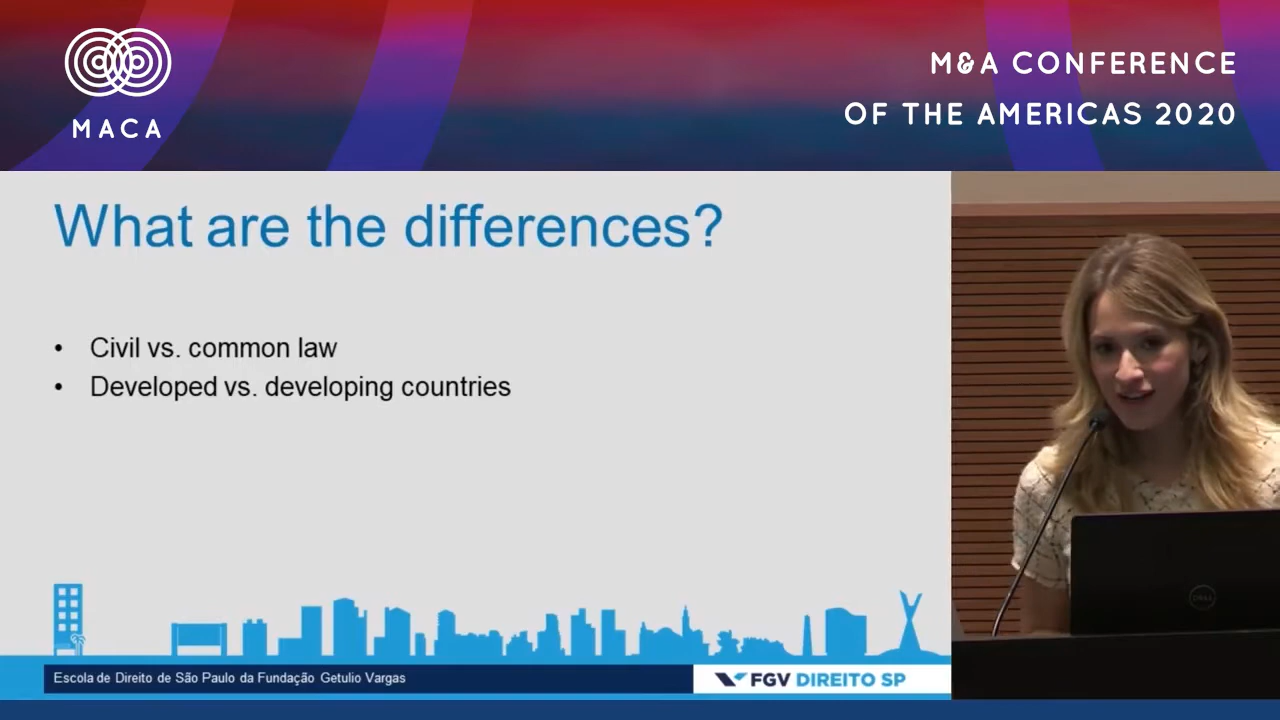 MACA
M&A CONFERENCE
OF THE AMERICAS 2020
What are the differences?
• Civil vs. common law
• Developed vs. developing countries
Escola de Direito de São Paulo da Fundação Getulio Vargas
FGV DIREITO SP
DELL